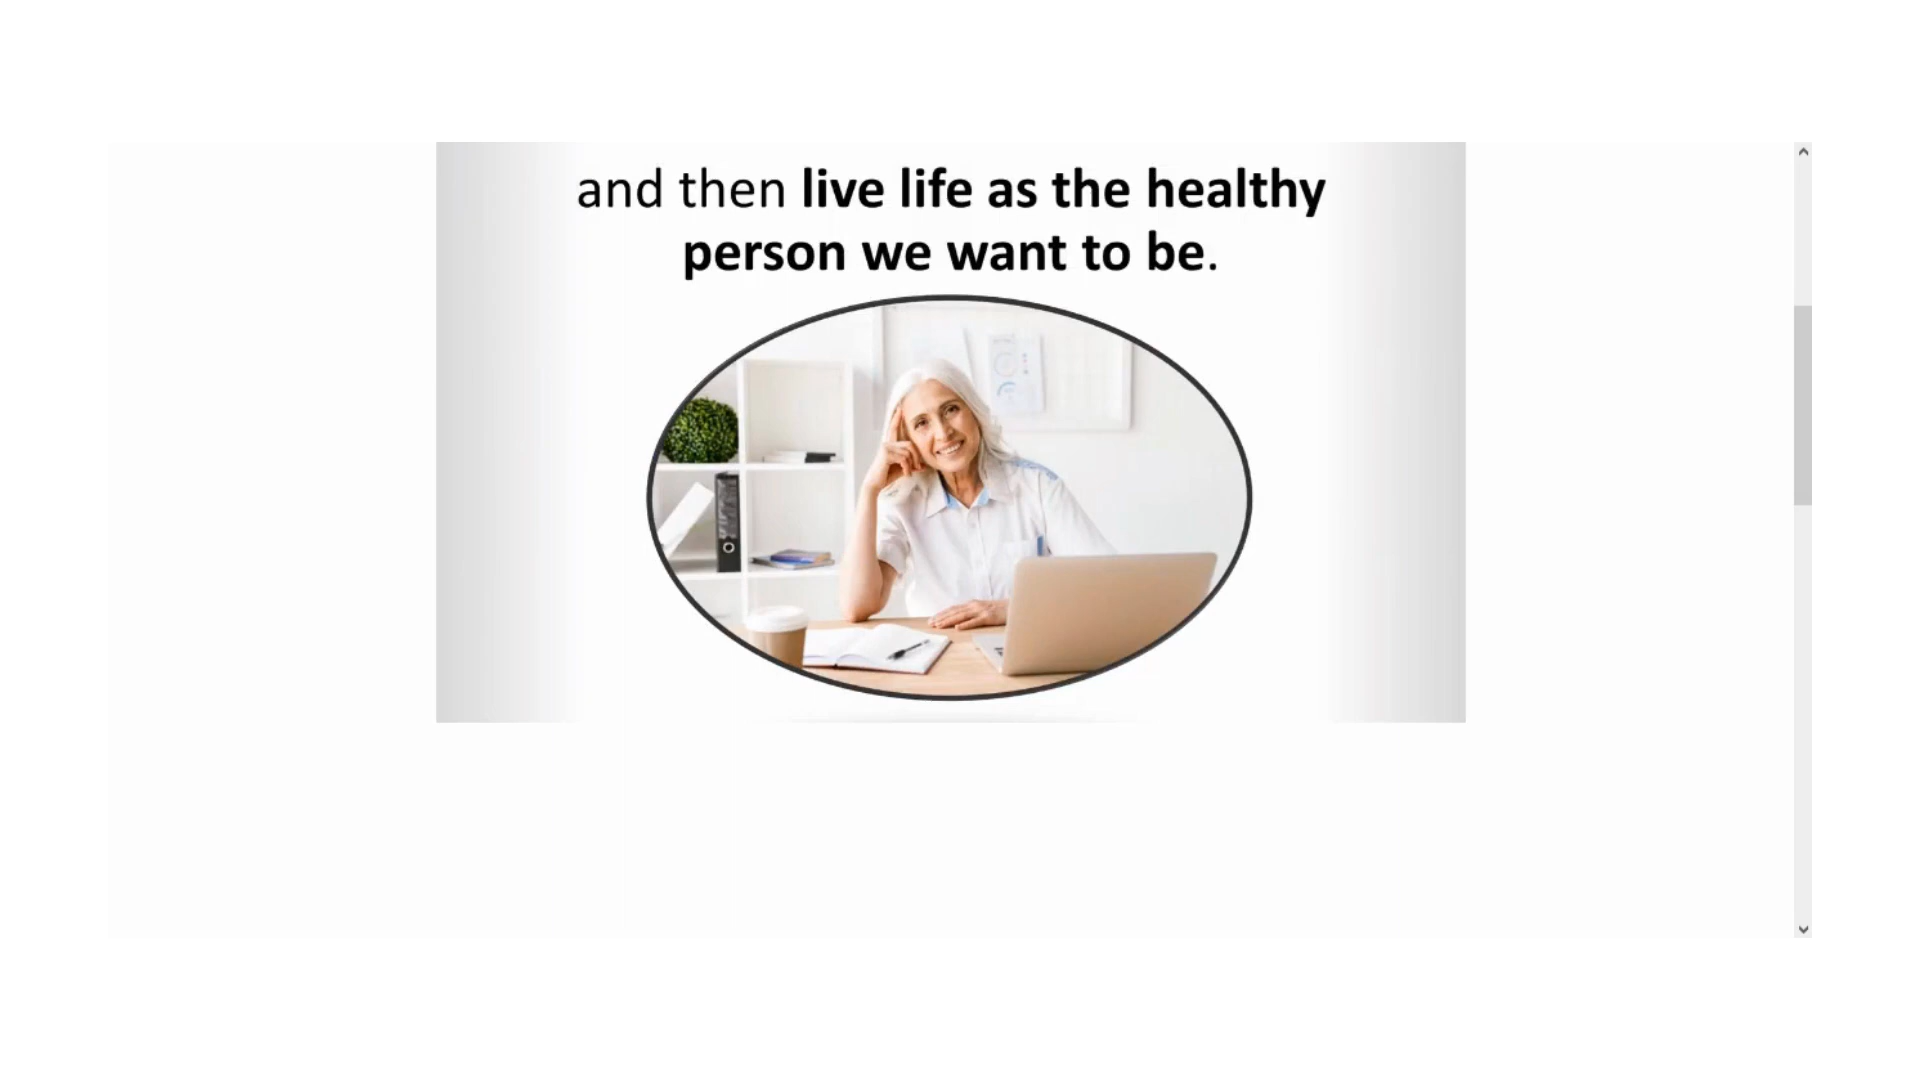 and then live life as the healthy
person we want to be.